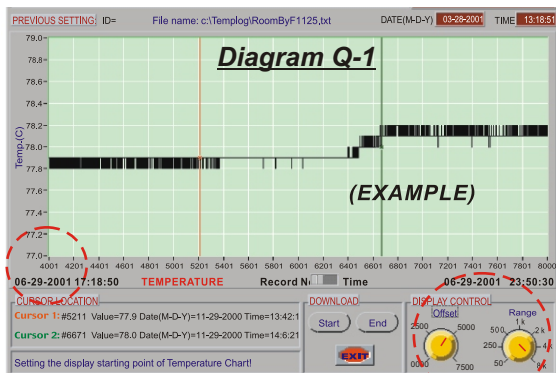 PREVIOUS SETTING: ID= File name: c:\Templog\RoomByF1125,txt DATE(M-D-Y) 03-28-2001 TIME 13:18:51
Diagram Q-1
79.0
78.8
78.6
78.4
78.2
78.0
77.8
77.6
77.4
77.2
77.0
Temp.(C)
(EXAMPLE)
4001 4201 4401 4601 4801 5001 5201 5401 5601 5801 6001 6201 6401 6601 6801 7001 7201 7401 7601 7801 8000
06-29-2001 17:18:50 TEMPERATURE Record N Time 06-29-2001 23:50:30
CURSOR LOCATION
Cursor 1: #5211 Value=77.9 Date(M-D-Y)=11-29-2000 Time=13:42:1
Cursor 2: #6671 Value=78.0 Date(M-D-Y)=11-29-2000 Time=14:6:21
Setting the display starting point of Temperature Chart!
DOWNLOAD
Start End
EXIT
DISPLAY CONTROL
Offset
2500 5000
0000 7500
Range
1k
500 2k
250 4k
50 8k